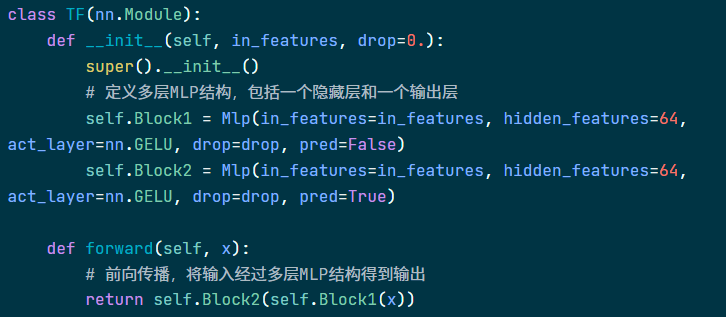 class TF(nn.Module):
    def __init__(self, in_features, drop=0.):
        super().__init__()
        # 定义多层MLP结构，包括一个隐藏层和一个输出层
        self.Block1 = Mlp(in_features=in_features, hidden_features=64,
act_layer=nn.GELU, drop=drop, pred=False)
        self.Block2 = Mlp(in_features=in_features, hidden_features=64,
act_layer=nn.GELU, drop=drop, pred=True)
    def forward(self, x):
        # 前向传播，将输入经过多层MLP结构得到输出
        return self.Block2(self.Block1(x))